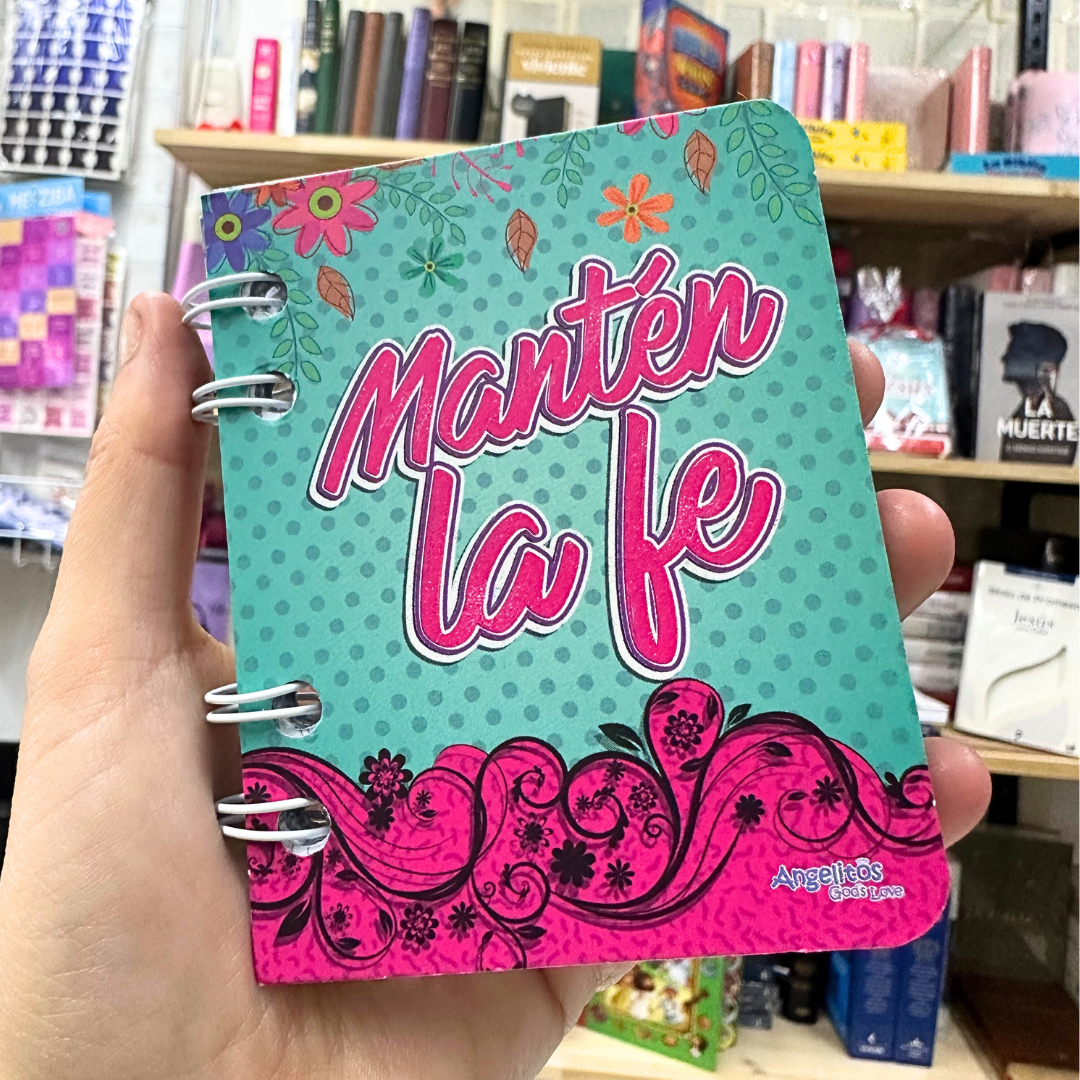 Mantén
la fe
Angelitos
God's Love
LA
MUERTE